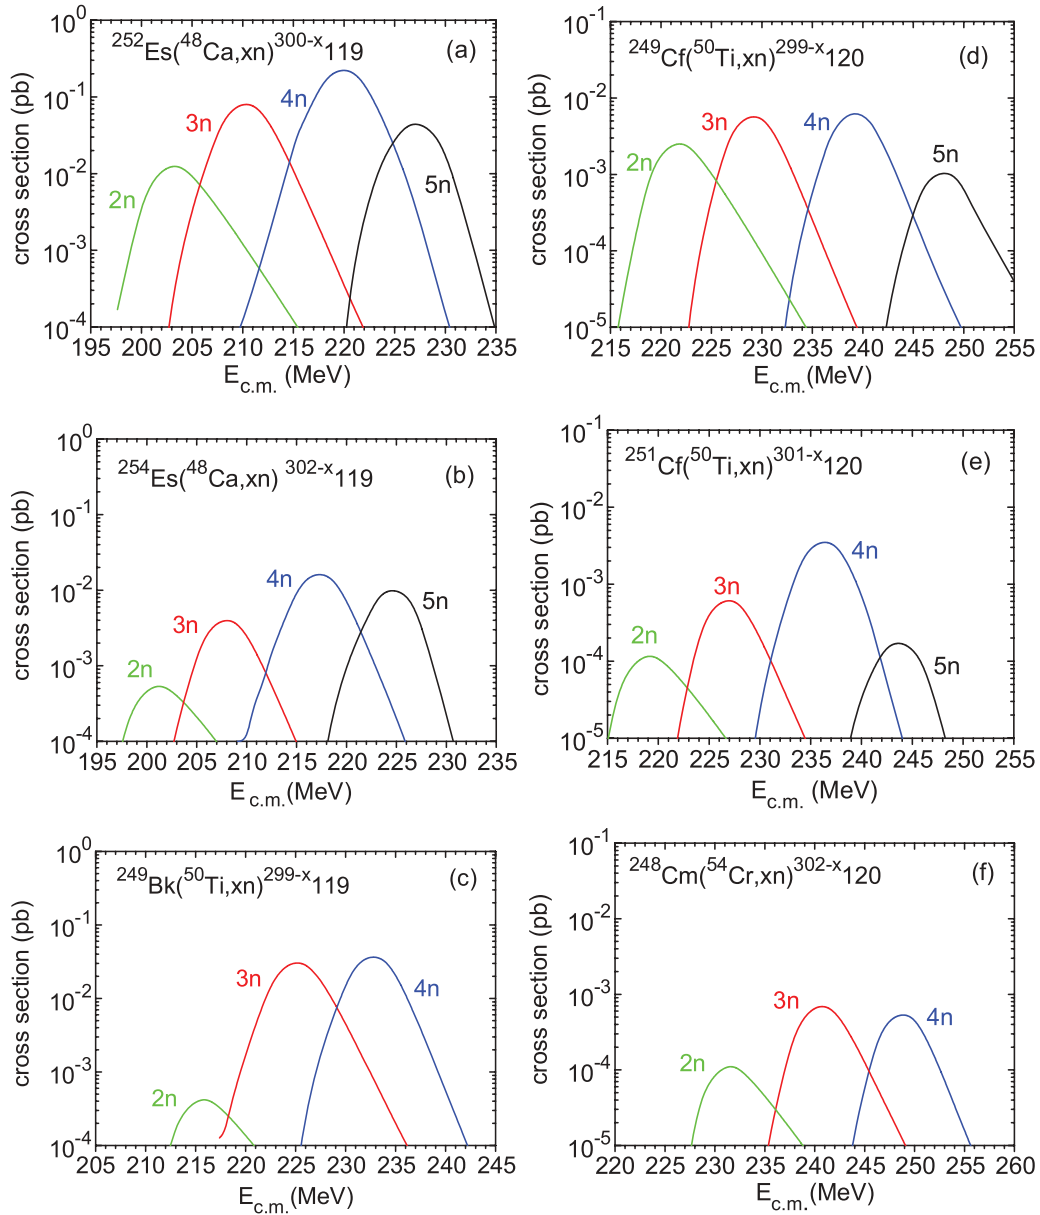 ²⁵²Es(⁴⁸Ca,xn)³⁰⁰⁻ˣ119 (a)
cross section (pb)
10⁰
10⁻¹
10⁻²
10⁻³
10⁻⁴
2n 3n 4n 5n
195 200 205 210 215 220 225 230 235
E_c.m. (MeV)
²⁴⁹Cf(⁵⁰Ti,xn)²⁹⁹⁻ˣ120 (d)
cross section (pb)
10⁻¹
10⁻²
10⁻³
10⁻⁴
10⁻⁵
2n 3n 4n 5n
215 220 225 230 235 240 245 250 255
E_c.m. (MeV)
²⁵⁴Es(⁴⁸Ca,xn) ³⁰²⁻ˣ119 (b)
cross section (pb)
10⁰
10⁻¹
10⁻²
10⁻³
10⁻⁴
2n 3n 4n 5n
195 200 205 210 215 220 225 230 235
E_c.m. (MeV)
²⁵¹Cf(⁵⁰Ti,xn)³⁰¹⁻ˣ120 (e)
cross section (pb)
10⁻¹
10⁻²
10⁻³
10⁻⁴
10⁻⁵
2n 3n 4n 5n
215 220 225 230 235 240 245 250 255
E_c.m. (MeV)
²⁴⁹Bk(⁵⁰Ti,xn)²⁹⁹⁻ˣ119 (c)
cross section (pb)
10⁰
10⁻¹
10⁻²
10⁻³
10⁻⁴
2n 3n 4n
205 210 215 220 225 230 235 240 245
E_c.m. (MeV)
²⁴⁸Cm(⁵⁴Cr,xn)³⁰²⁻ˣ120 (f)
cross section (pb)
10⁻¹
10⁻²
10⁻³
10⁻⁴
10⁻⁵
2n 3n 4n
220 225 230 235 240 245 250 255 260
E_c.m. (MeV)